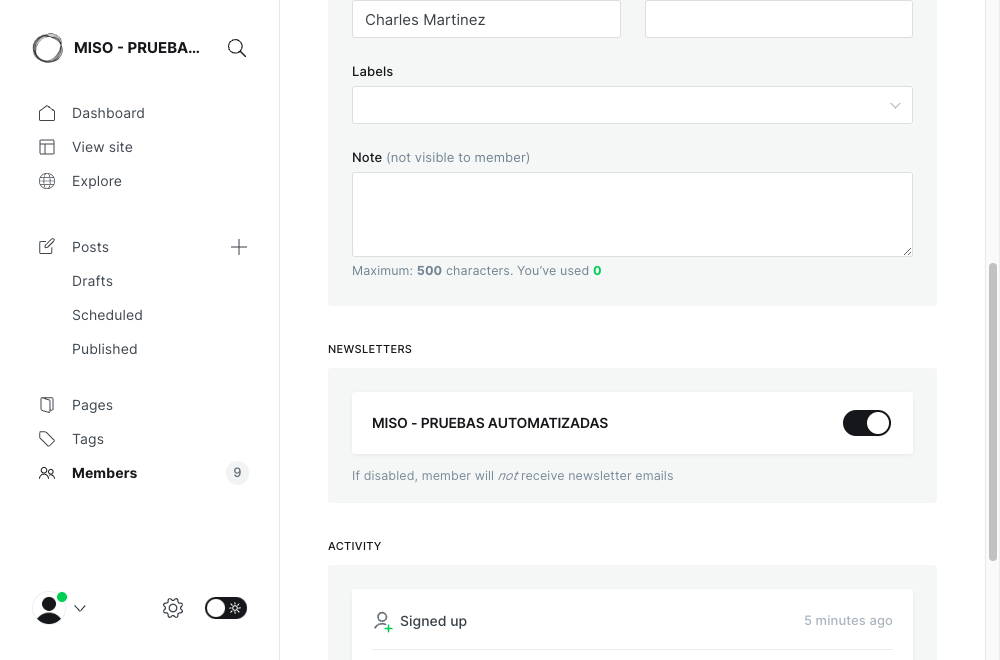 MISO - PRUEBA...
Dashboard
View site
Explore
Posts
Drafts
Scheduled
Published
Pages
Tags
Members 9
Charles Martinez
Labels
Note (not visible to member)
Maximum: 500 characters. You've used 0
NEWSLETTERS
MISO - PRUEBAS AUTOMATIZADAS
If disabled, member will not receive newsletter emails
ACTIVITY
Signed up 5 minutes ago